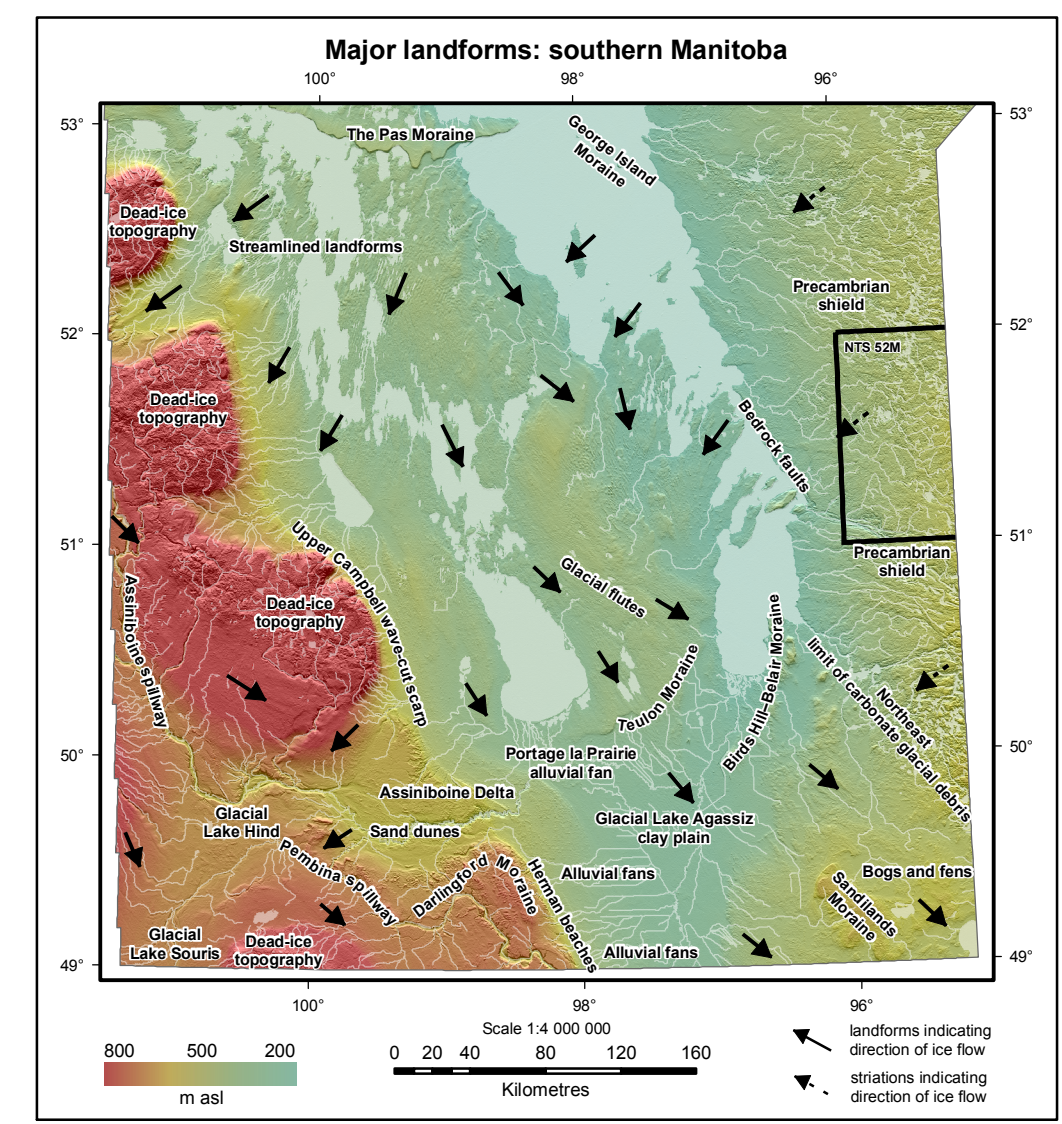 Major landforms: southern Manitoba
100°
98°
96°
53°
53°
The Pas Moraine
George Island
Moraine
Dead-ice
topography
Streamlined landforms
Precambrian
shield
52°
52°
NTS 52M
Dead-ice
topography
Bedrock faults
51°
51°
Upper Campbell wave-cut scarp
Precambrian
shield
Assiniboine spillway
Glacial flutes
Dead-ice
topography
Birds Hill–Belair Moraine
Teulon Moraine
limit of carbonate glacial debris
Northeast
50°
50°
Portage la Prairie
alluvial fan
Assiniboine Delta
Glacial
Lake Hind
Sand dunes
Glacial Lake Agassiz
clay plain
Pembina spillway
Darlingford
Moraine
Herman beaches
Alluvial fans
Bogs and fens
Sandilands
Moraine
Glacial
Lake Souris
Dead-ice
topography
Alluvial fans
49°
49°
100°
98°
96°
Scale 1:4 000 000
800 500 200
m asl
0 20 40 80 120 160
Kilometres
landforms indicating
direction of ice flow
striations indicating
direction of ice flow